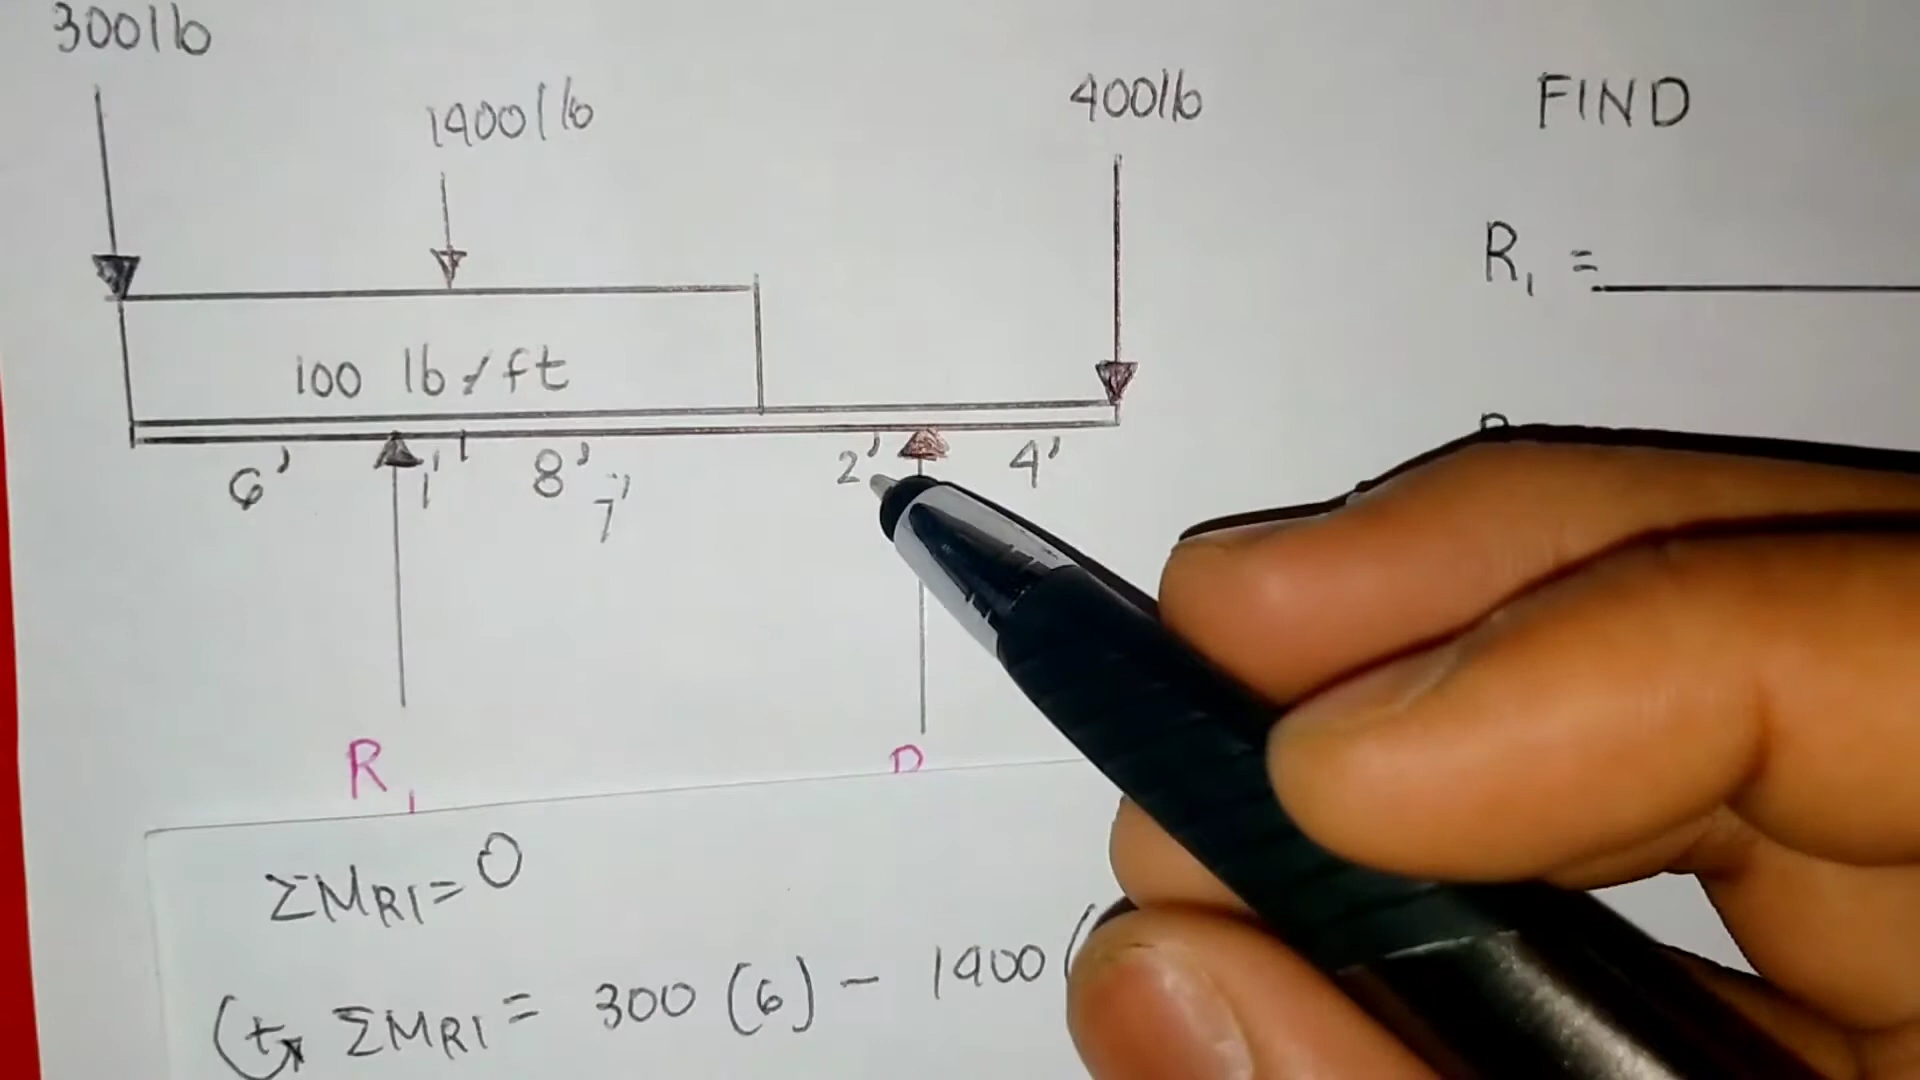 300lb
1400lb
400lb
FIND
R₁ =
100 lb/ft
6' 1' 8' 7' 2' 4'
R₁
ΣMR1=0
ΣMR1= 300(6) - 1400(